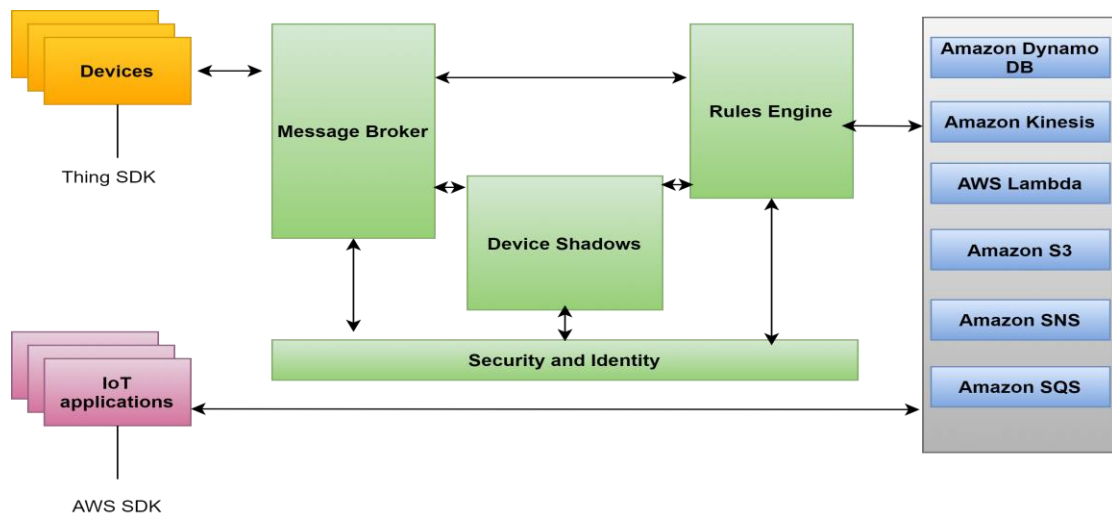 Devices
Thing SDK
Message Broker
Rules Engine
Device Shadows
Security and Identity
IoT
applications
AWS SDK
Amazon Dynamo
DB
Amazon Kinesis
AWS Lambda
Amazon S3
Amazon SNS
Amazon SQS